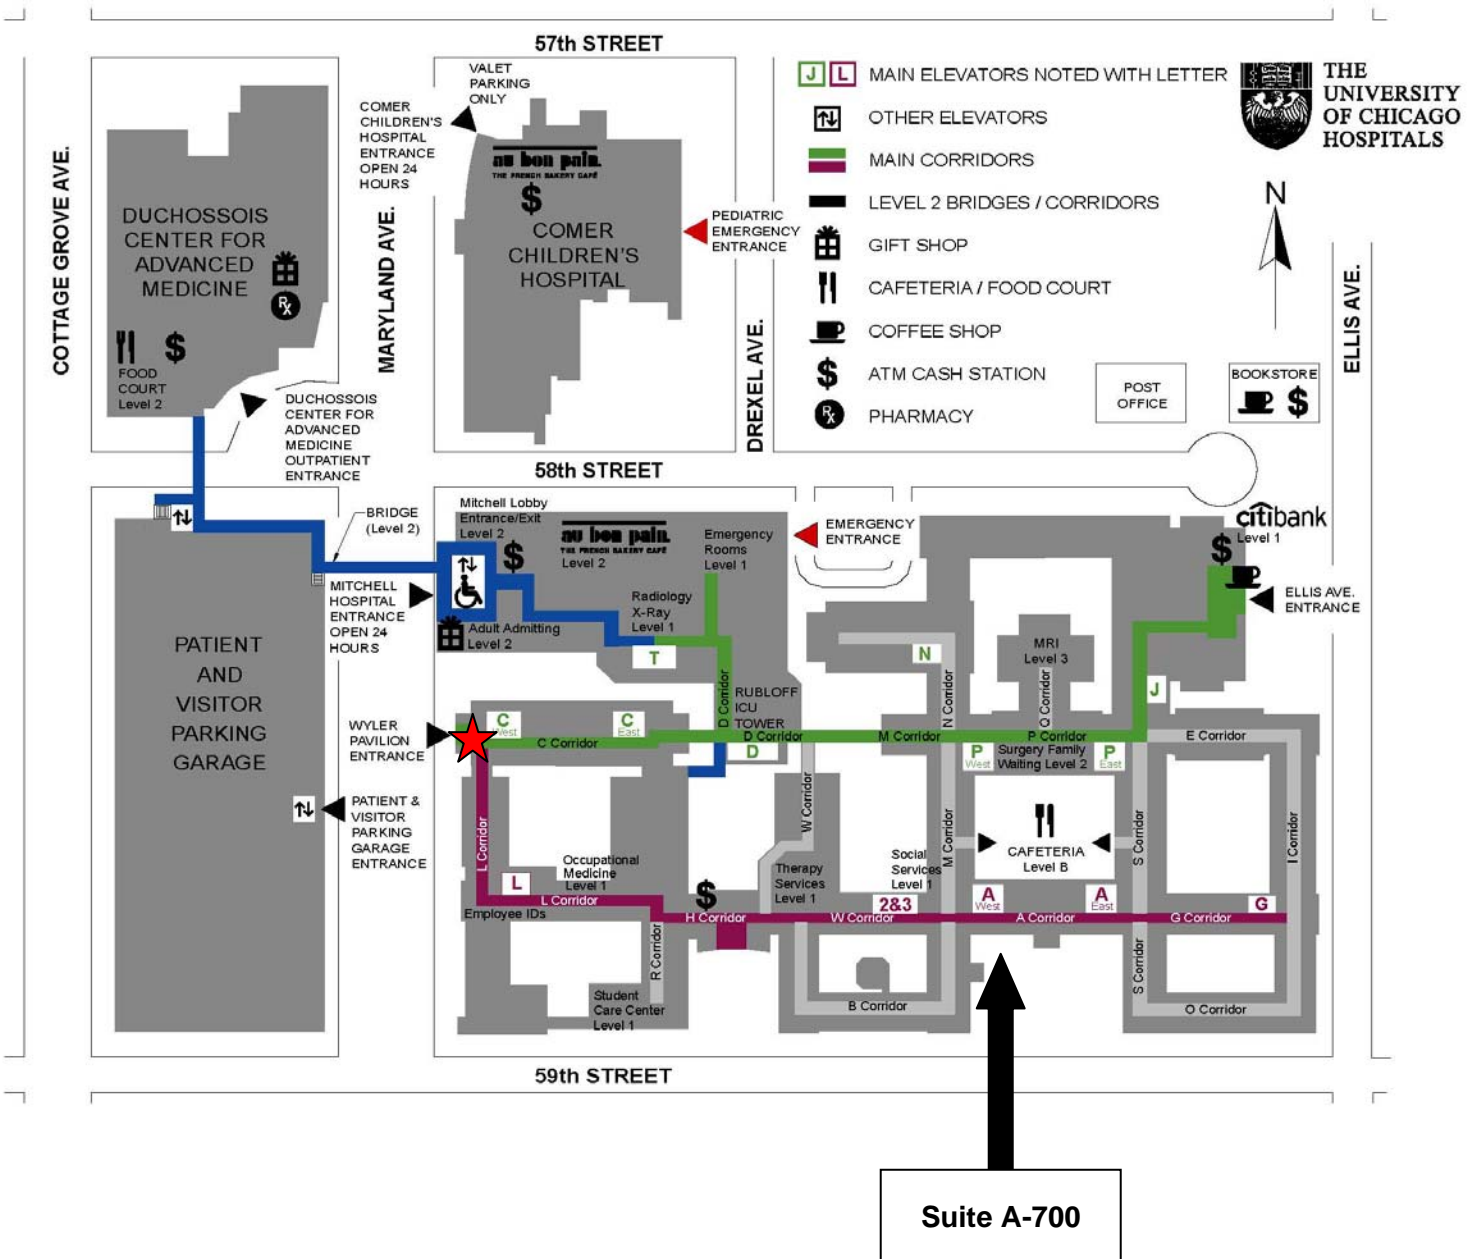 57th STREET
VALET
PARKING
ONLY
COMER
CHILDREN'S
HOSPITAL
ENTRANCE
OPEN 24
HOURS
au bon pain.
THE FRENCH BAKERY CAFÉ
$
COMER
CHILDREN'S
HOSPITAL
PEDIATRIC
EMERGENCY
ENTRANCE
J L MAIN ELEVATORS NOTED WITH LETTER
OTHER ELEVATORS
MAIN CORRIDORS
LEVEL 2 BRIDGES / CORRIDORS
GIFT SHOP
CAFETERIA / FOOD COURT
COFFEE SHOP
$ ATM CASH STATION
Rx PHARMACY
THE
UNIVERSITY
OF CHICAGO
HOSPITALS
N
COTTAGE GROVE AVE.
MARYLAND AVE.
DREXEL AVE.
ELLIS AVE.
DUCHOSSOIS
CENTER FOR
ADVANCED
MEDICINE
Rx
$
FOOD
COURT
Level 2
DUCHOSSOIS
CENTER FOR
ADVANCED
MEDICINE
OUTPATIENT
ENTRANCE
POST
OFFICE
BOOKSTORE
$
58th STREET
BRIDGE
(Level 2)
Mitchell Lobby
Entrance/Exit
Level 2
$
au bon pain.
THE FRENCH BAKERY CAFÉ
Level 2
Emergency
Rooms
Level 1
EMERGENCY
ENTRANCE
citibank
Level 1
$
ELLIS AVE.
ENTRANCE
MITCHELL
HOSPITAL
ENTRANCE
OPEN 24
HOURS
Adult Admitting
Level 2
Radiology
X-Ray
Level 1
T
D Corridor
RUBLOFF
ICU
TOWER
N
N Corridor
MRI
Level 3
Q Corridor
J
PATIENT
AND
VISITOR
PARKING
GARAGE
WYLER
PAVILION
ENTRANCE
C
West
C
East
C Corridor
D Corridor
D
M Corridor
P Corridor
E Corridor
P
West
Surgery Family
Waiting Level 2
P
East
PATIENT &
VISITOR
PARKING
GARAGE
ENTRANCE
L Corridor
W Corridor
M Corridor
CAFETERIA
Level B
S Corridor
I Corridor
L
Occupational
Medicine
Level 1
L Corridor
Employee IDs
$
Therapy
Services
Level 1
Social
Services
Level 1
2&3
A
West
A
East
G
H Corridor
W Corridor
A Corridor
G Corridor
R Corridor
S Corridor
Student
Care Center
Level 1
B Corridor
O Corridor
59th STREET
Suite A-700